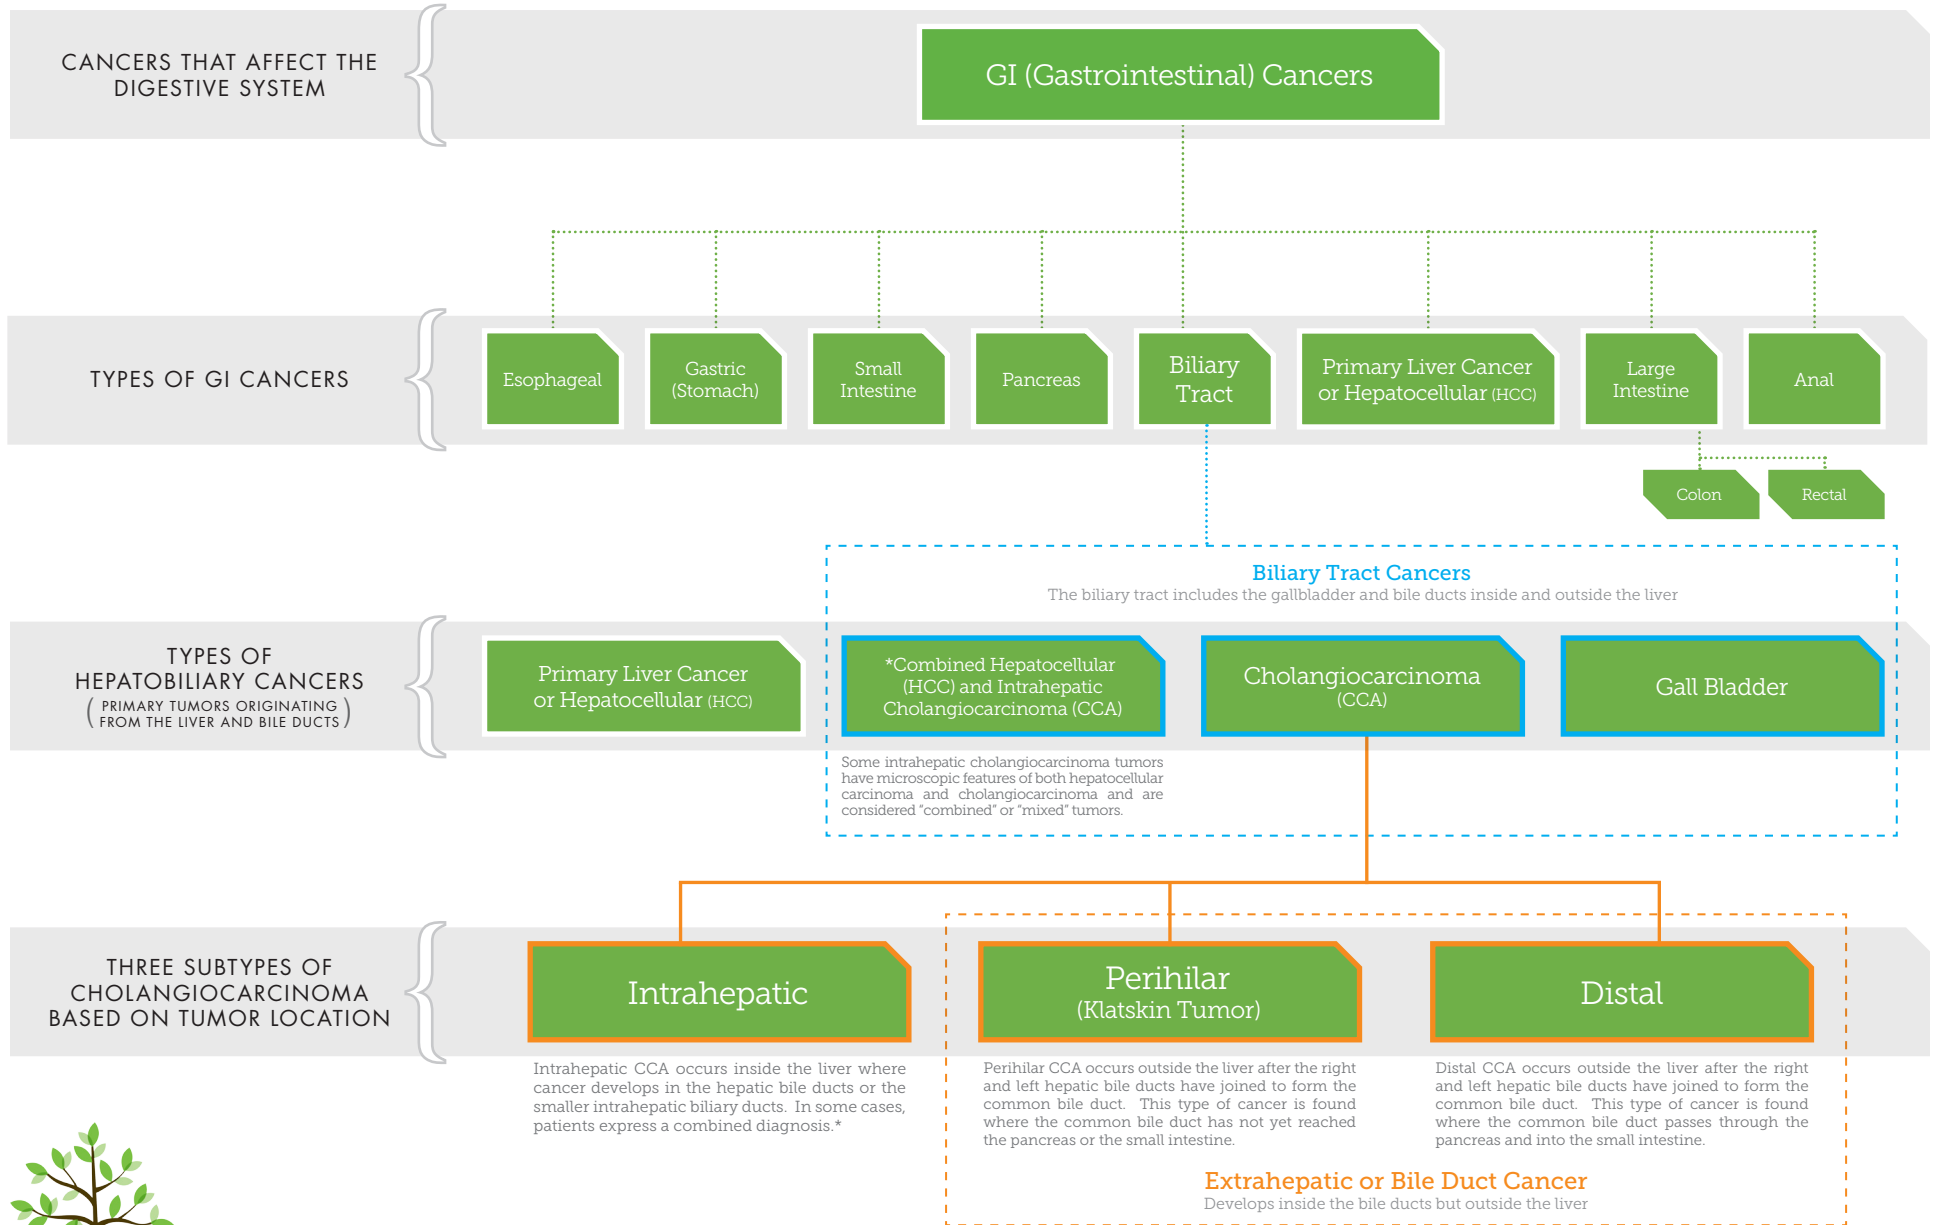 CANCERS THAT AFFECT THE
DIGESTIVE SYSTEM
GI (Gastrointestinal) Cancers
TYPES OF GI CANCERS
Esophageal
Gastric
(Stomach)
Small
Intestine
Pancreas
Biliary
Tract
Primary Liver Cancer
or Hepatocellular (HCC)
Large
Intestine
Anal
Colon
Rectal
Biliary Tract Cancers
The biliary tract includes the gallbladder and bile ducts inside and outside the liver
TYPES OF
HEPATOBILIARY CANCERS
(PRIMARY TUMORS ORIGINATING
FROM THE LIVER AND BILE DUCTS)
Primary Liver Cancer
or Hepatocellular (HCC)
*Combined Hepatocellular
(HCC) and Intrahepatic
Cholangiocarcinoma (CCA)
Cholangiocarcinoma
(CCA)
Gall Bladder
Some intrahepatic cholangiocarcinoma tumors
have microscopic features of both hepatocellular
carcinoma and cholangiocarcinoma and are
considered "combined" or "mixed" tumors.
THREE SUBTYPES OF
CHOLANGIOCARCINOMA
BASED ON TUMOR LOCATION
Intrahepatic
Perihilar
(Klatskin Tumor)
Distal
Intrahepatic CCA occurs inside the liver where
cancer develops in the hepatic bile ducts or the
smaller intrahepatic biliary ducts. In some cases,
patients express a combined diagnosis.*
Perihilar CCA occurs outside the liver after the right
and left hepatic bile ducts have joined to form the
common bile duct. This type of cancer is found
where the common bile duct has not yet reached
the pancreas or the small intestine.
Distal CCA occurs outside the liver after the right
and left hepatic bile ducts have joined to form the
common bile duct. This type of cancer is found
where the common bile duct passes through the
pancreas and into the small intestine.
Extrahepatic or Bile Duct Cancer
Develops inside the bile ducts but outside the liver